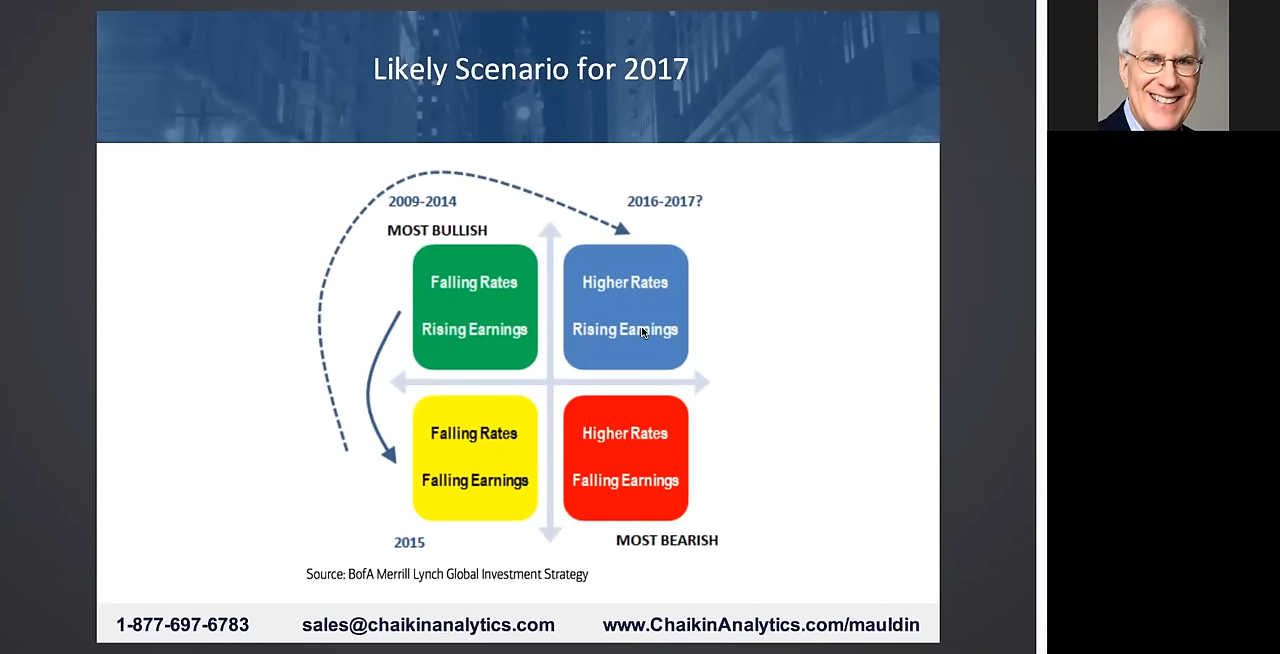 Likely Scenario for 2017
2009-2014
2016-2017?
MOST BULLISH
Falling Rates
Rising Earnings
Higher Rates
Rising Earnings
Falling Rates
Falling Earnings
Higher Rates
Falling Earnings
2015
MOST BEARISH
Source: BofA Merrill Lynch Global Investment Strategy
1-877-697-6783 sales@chaikinanalytics.com www.ChaikinAnalytics.com/mauldin